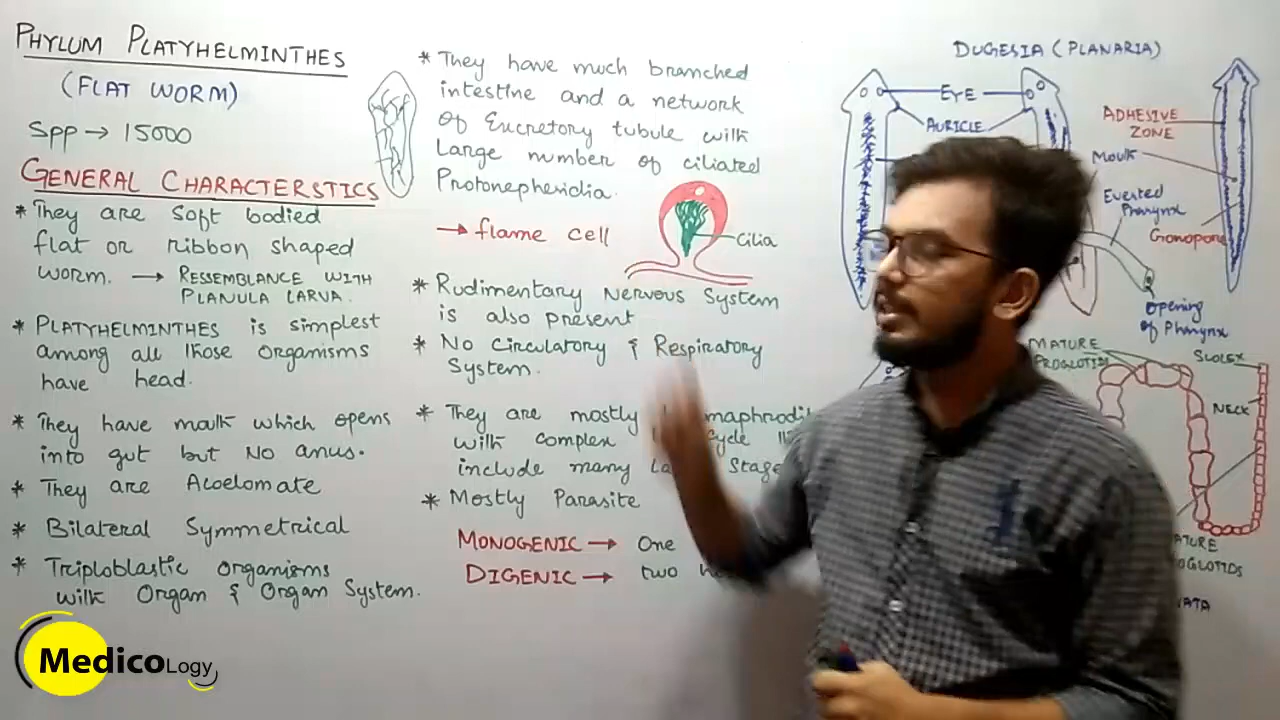 PHYLUM PLATYHELMINTHES
(FLAT WORM)
Spp → 15000
GENERAL CHARACTERSTICS
* They are soft bodied
flat or ribbon shaped
worm. → RESSEMBLANCE WITH
PLANULA LARVA.
* PLATYHELMINTHES is simplest
among all those organisms
have head.
* They have mouth which opens
into gut but No anus.
* They are Acoelomate
* Bilateral Symmetrical
* Triploblastic organisms
with Organ & Organ System.
* They have much branched
intestine and a network
of Excretory tubule with
Large number of ciliated
Protonephridia.
→ flame cell
Cilia
* Rudimentary Nervous System
is also present
* No circulatory & Respiratory
System.
* They are mostly
with complex
include many Stage
* Mostly Parasite
MONOGENIC → One
DIGENIC → two
DUGESIA (PLANARIA)
EYE
AURICLE
ADHESIVE
ZONE
Mouth
Everted
Pharynx
Gonopore
Opening
of Pharynx
MATURE
PROGLOTIDS
SCOLEX
NECK
MedicoLogy